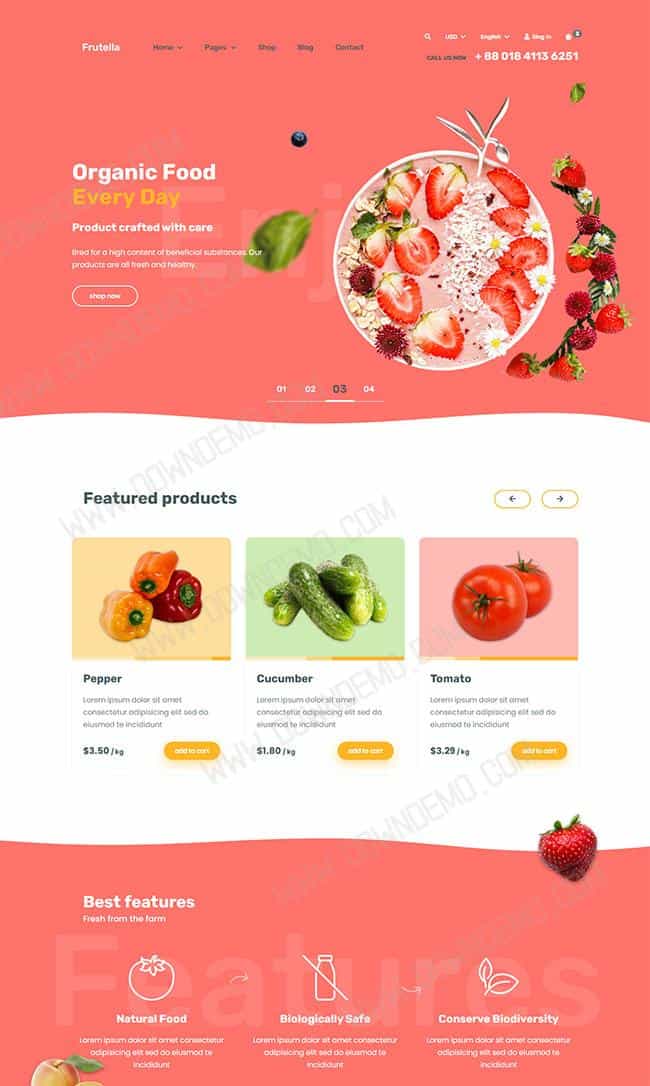 Frutella
Home
Pages
Shop
Blog
Contact
USD
English
Sing in
CALL US NOW
+ 88 018 4113 6251
Enj
Organic Food
Every Day
Product crafted with care
Bred for a high content of beneficial substances. Our
products are all fresh and healthy.
shop now
01 02 03 04
WWW.DOWNDEMO.COM
Featured products
Pepper
Lorem ipsum dolor sit amet
consectetur adipisicing elit sed do
eiusmod te incididunt
$3.50 / kg
add to cart
Cucumber
Lorem ipsum dolor sit amet
consectetur adipisicing elit sed do
eiusmod te incididunt
$1.80 / kg
add to cart
Tomato
Lorem ipsum dolor sit amet
consectetur adipisicing elit sed do
eiusmod te incididunt
$3.29 / kg
add to cart
WWW.DOWNDEMO.COM
Best features
Fresh from the farm
Features
Natural Food
Lorem ipsum dolor sit amet consectetur
adipisicing elit sed do eiusmod te
incididunt
Biologically Safe
Lorem ipsum dolor sit amet consectetur
adipisicing elit sed do eiusmod te
incididunt
Conserve Biodiversity
Lorem ipsum dolor sit amet consectetur
adipisicing elit sed do eiusmod te
incididunt